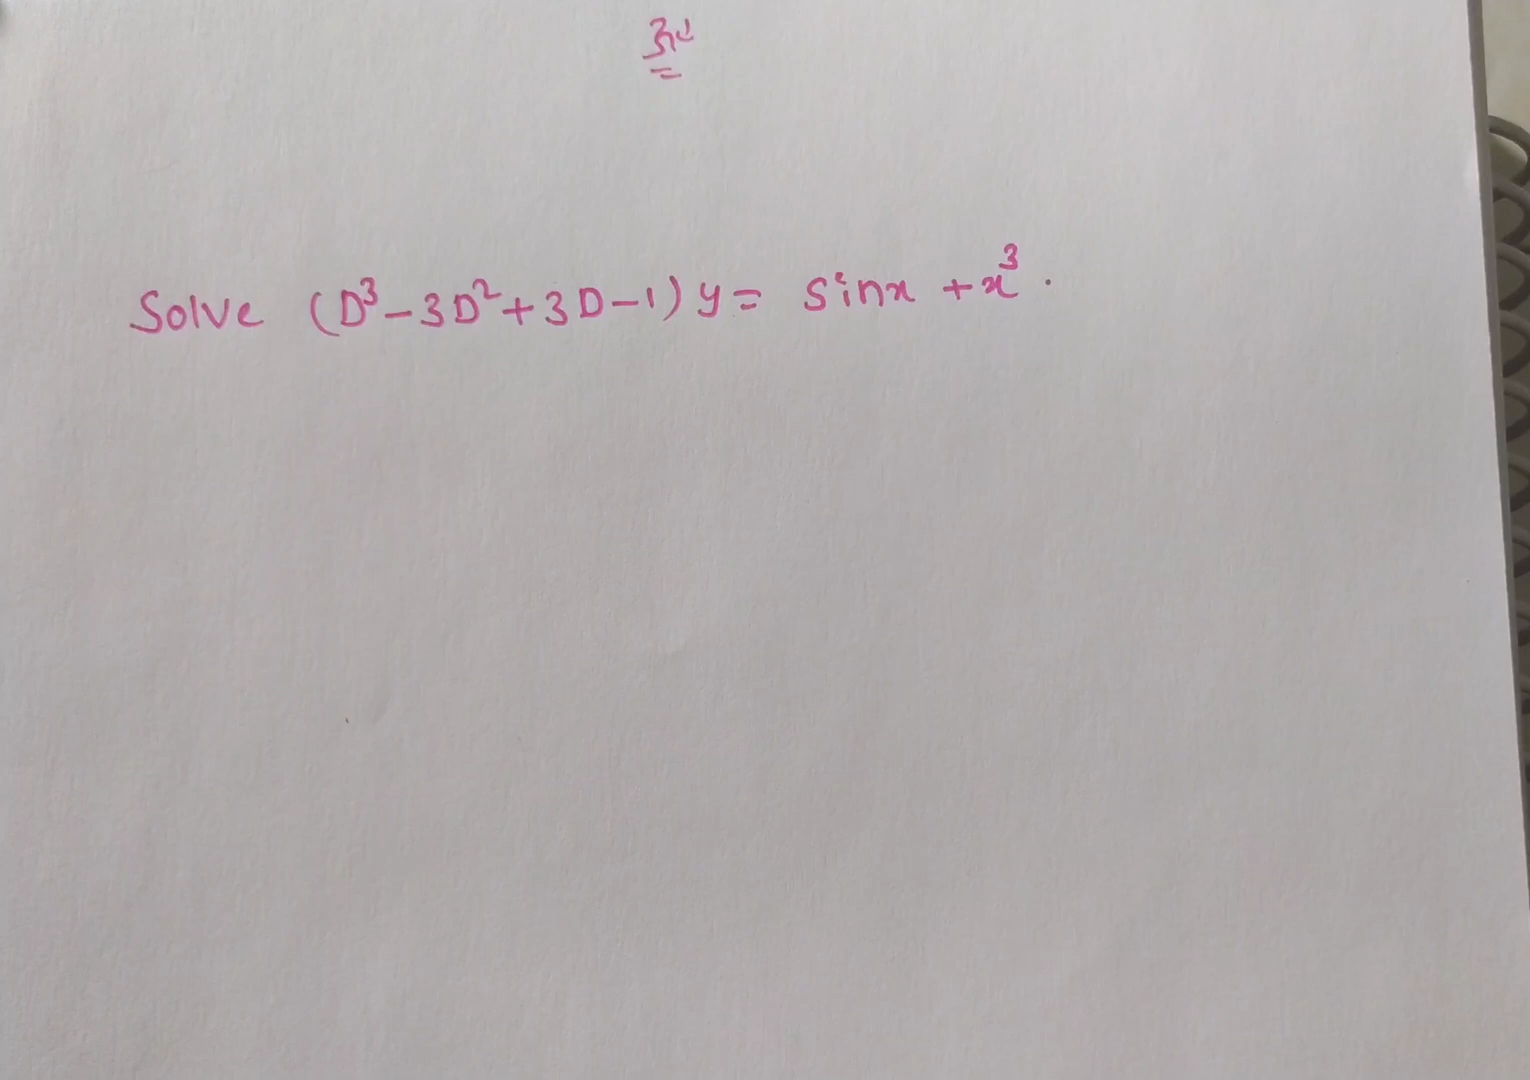 Solve (D³-3D²+3D-1) y = sinx + x³.